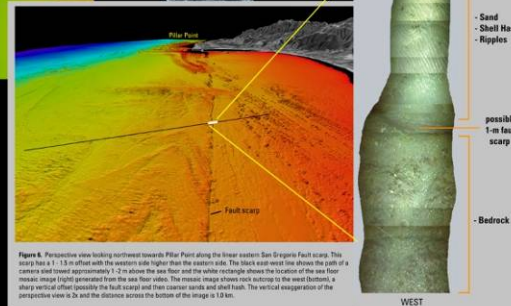 Pillar Point
Fault scarp
Figure 6. Perspective view looking northwest towards Pillar Point along the linear eastern San Gregorio Fault scarp. This
scarp has a 1 - 1.5 m offset with the western side higher than the eastern side. The black east-west line shows the path of a
camera sled towed approximately 1-2 m above the sea floor and the white rectangle shows the location of the sea floor
mosaic image (right) generated from the sea floor video. The mosaic image shows rock outcrop to the west (bottom), a
sharp vertical offset (possibly the fault scarp) and then coarser sands and shell hash. The vertical exaggeration of the
perspective view is 2x and the distance across the bottom of the image is 1.0 km.
- Sand
- Shell Has
- Ripples
possibl
1-m fau
scarp
- Bedrock
WEST